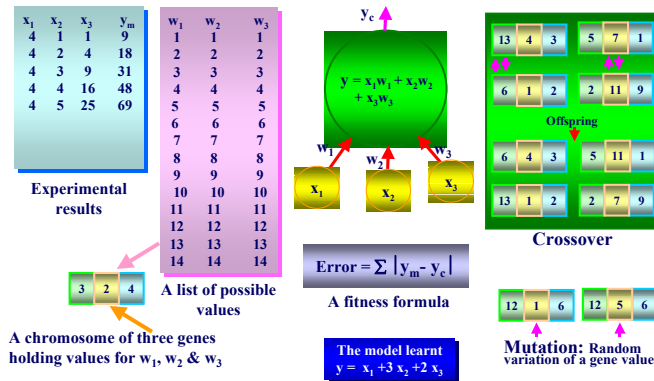 x₁ x₂ x₃ yₘ
4 1 1 9
4 2 4 18
4 3 9 31
4 4 16 48
4 5 25 69
Experimental
results
w₁ w₂ w₃
1 1 1
2 2 2
3 3 3
4 4 4
5 5 5
6 6 6
7 7 7
8 8 8
9 9 9
10 10 10
11 11 11
12 12 12
13 13 13
14 14 14
A list of possible
values
3 2 4
A chromosome of three genes
holding values for w₁, w₂ & w₃
y꜀
y = x₁w₁ + x₂w₂
+ x₃w₃
w₁ w₂ w₃
x₁ x₂ x₃
Error = ∑ |yₘ- y꜀|
A fitness formula
The model learnt
y = x₁ +3 x₂ +2 x₃
13 4 3 5 7 1
6 1 2 2 11 9
Offspring
6 4 3 5 11 1
13 1 2 2 7 9
Crossover
12 1 6 12 5 6
Mutation: Random
variation of a gene value